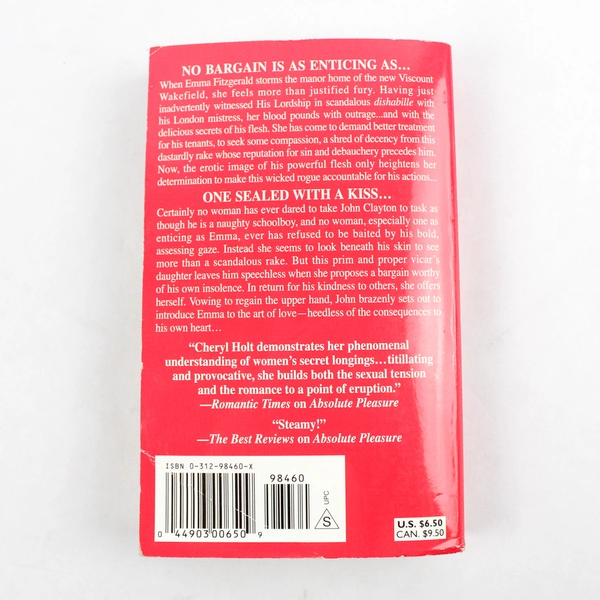 NO BARGAIN IS AS ENTICING AS...
When Emma Fitzgerald storms the manor home of the new Viscount
Wakefield, she feels more than justified fury. Having just
inadvertently witnessed His Lordship in scandalous dishabille with
his London mistress, her blood pounds with outrage...and with the
delicious secrets of his flesh. She has come to demand better treatment
for his tenants, to seek some compassion, a shred of decency from this
dastardly rake whose reputation for sin and debauchery precedes him.
Now, the erotic image of his powerful flesh only heightens her
determination to make this wicked rogue accountable for his actions...
ONE SEALED WITH A KISS...
Certainly no woman has ever dared to take John Clayton to task as
though he is a naughty schoolboy, and no woman, especially one as
enticing as Emma, ever has refused to be baited by his bold,
assessing gaze. Instead she seems to look beneath his skin to see
more than a scandalous rake. But this prim and proper vicar's
daughter leaves him speechless when she proposes a bargain worthy
of his own insolence. In return for his kindness to others, she offers
herself. Vowing to regain the upper hand, John brazenly sets out to
introduce Emma to the art of love—heedless of the consequences to
his own heart...
"Cheryl Holt demonstrates her phenomenal
understanding of women's secret longings...titillating
and provocative, she builds both the sexual tension
and the romance to a point of eruption."
—Romantic Times on Absolute Pleasure
"Steamy!"
—The Best Reviews on Absolute Pleasure
ISBN 0-312-98460-X
98460
UPC
S
0 44903 00650 9
U.S. $6.50
CAN. $9.50